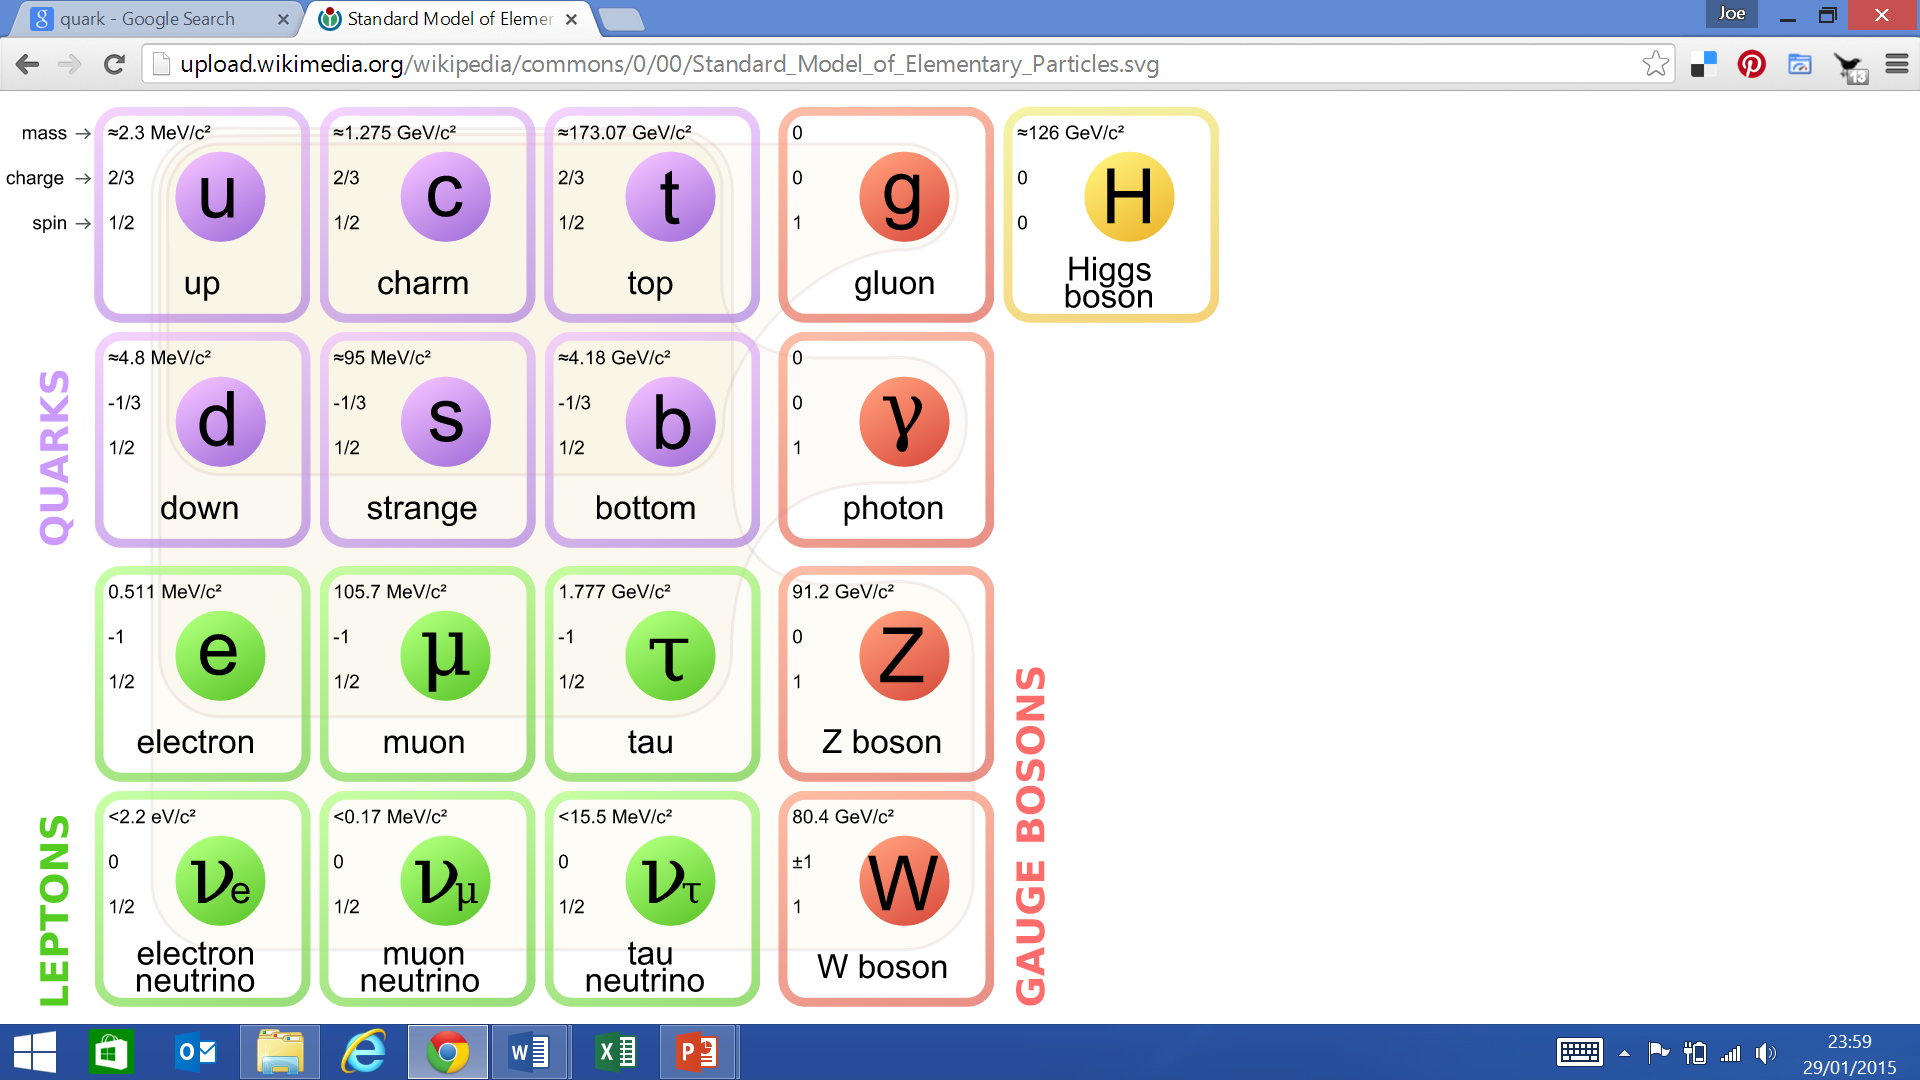 quark - Google Search
Standard Model of Elemen
Joe
upload.wikimedia.org/wikipedia/commons/0/00/Standard_Model_of_Elementary_Particles.svg
13
mass →
charge →
spin →
≈2.3 MeV/c²
2/3
1/2
u
up
≈1.275 GeV/c²
2/3
1/2
c
charm
≈173.07 GeV/c²
2/3
1/2
t
top
0
0
1
g
gluon
≈126 GeV/c²
0
0
H
Higgs
boson
QUARKS
≈4.8 MeV/c²
-1/3
1/2
d
down
≈95 MeV/c²
-1/3
1/2
s
strange
≈4.18 GeV/c²
-1/3
1/2
b
bottom
0
0
1
γ
photon
0.511 MeV/c²
-1
1/2
e
electron
105.7 MeV/c²
-1
1/2
μ
muon
1.777 GeV/c²
-1
1/2
τ
tau
91.2 GeV/c²
0
1
Z
Z boson
GAUGE BOSONS
LEPTONS
<2.2 eV/c²
0
1/2
νe
electron
neutrino
<0.17 MeV/c²
0
1/2
νμ
muon
neutrino
<15.5 MeV/c²
0
1/2
ντ
tau
neutrino
80.4 GeV/c²
±1
1
W
W boson
23:59
29/01/2015